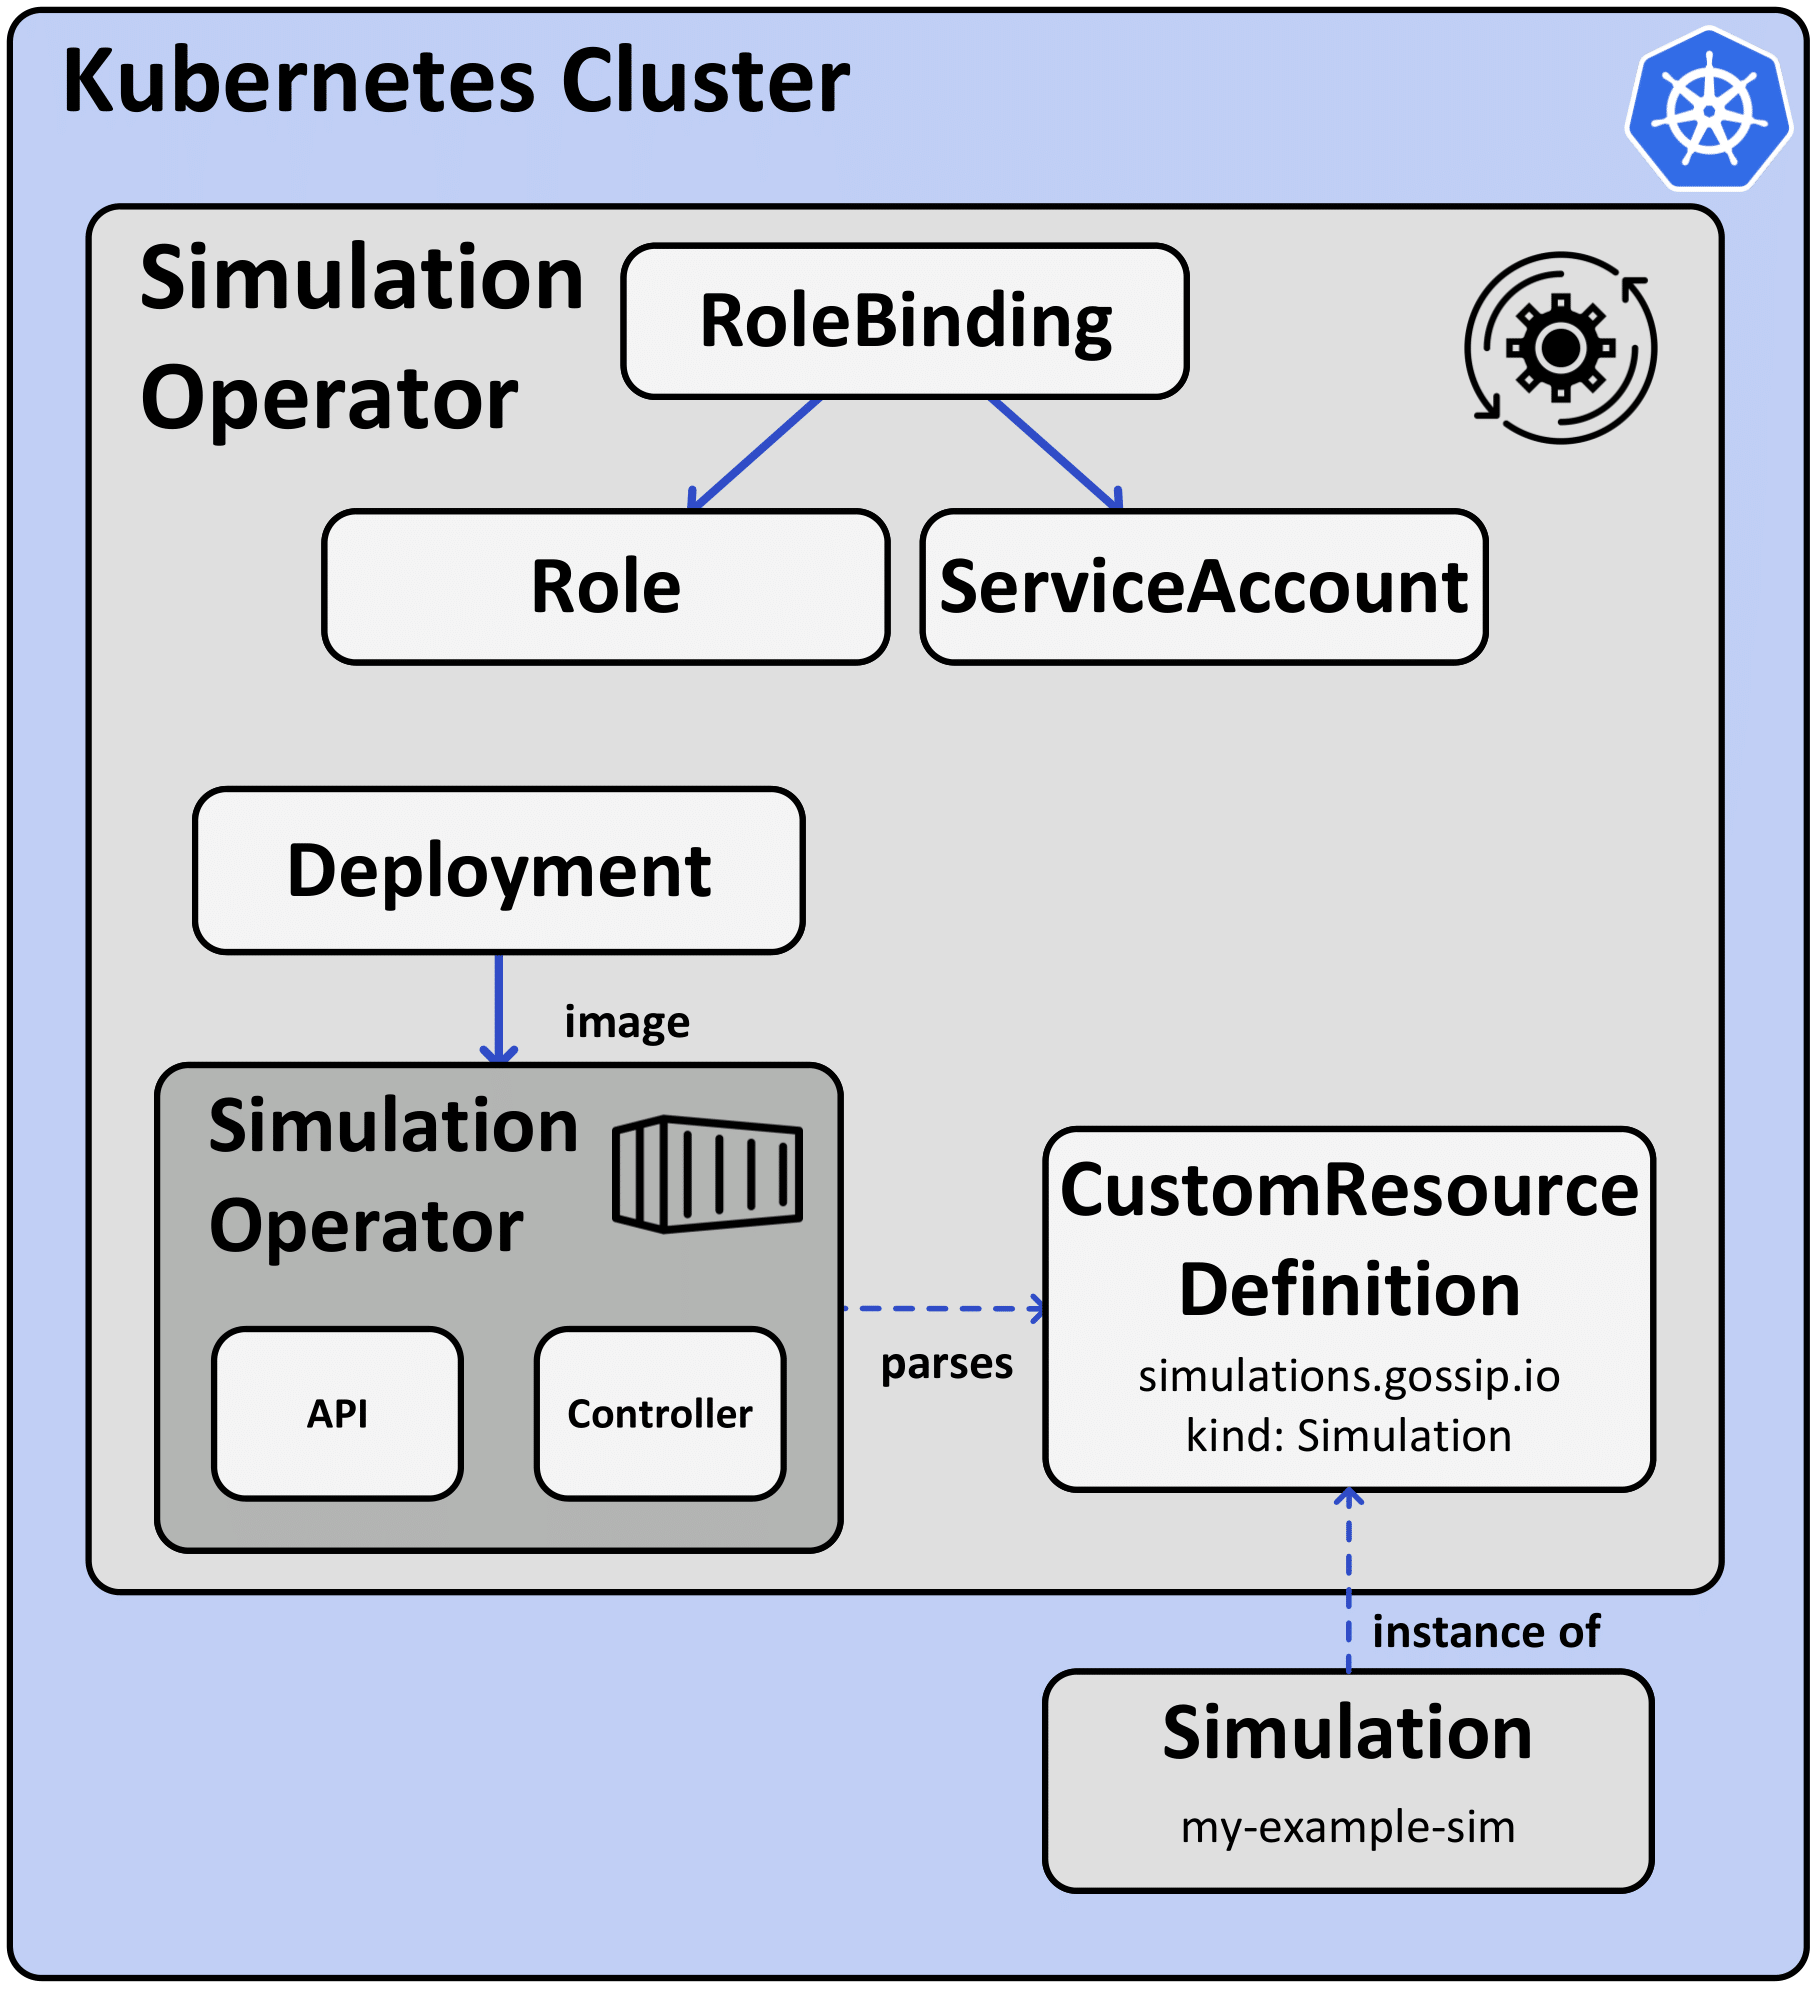 Kubernetes Cluster
Simulation
Operator
RoleBinding
Role
ServiceAccount
Deployment
image
Simulation
Operator
API
Controller
parses
CustomResource
Definition
simulations.gossip.io
kind: Simulation
instance of
Simulation
my-example-sim